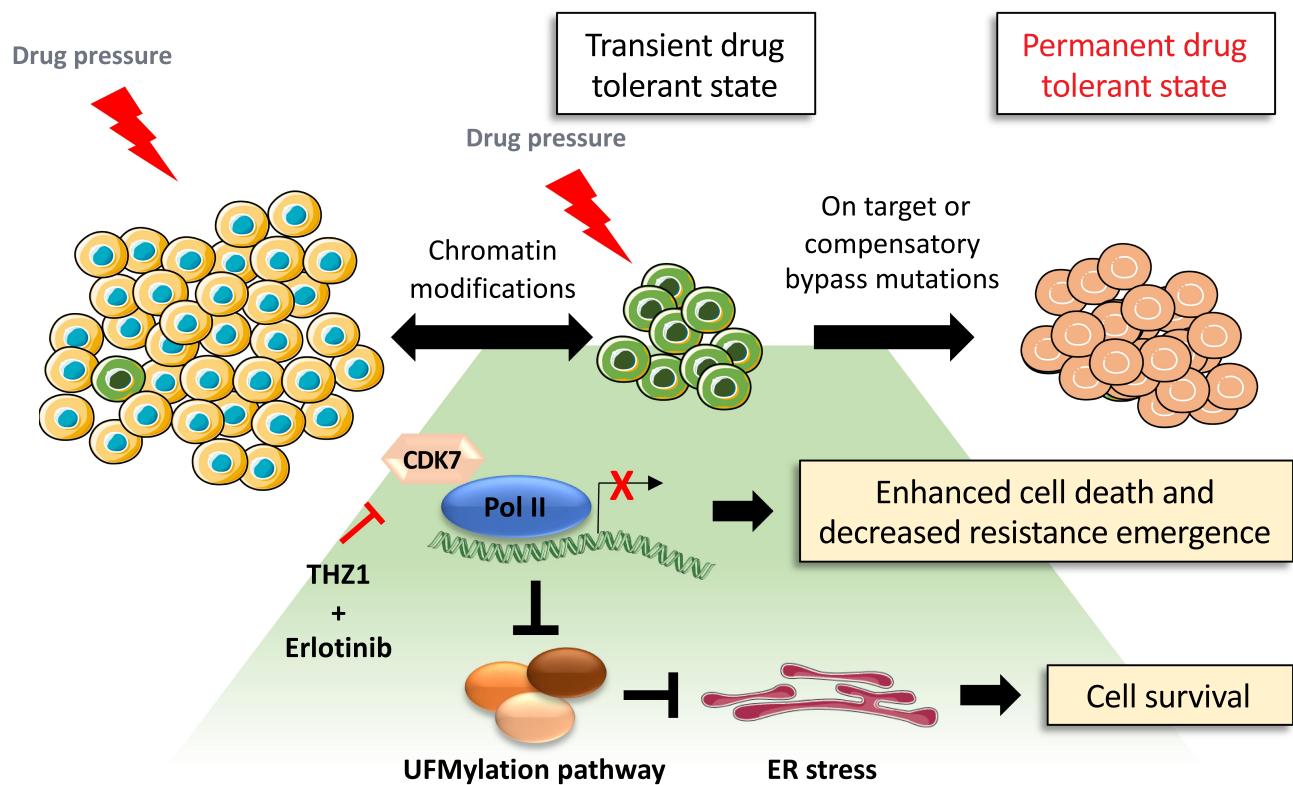 Drug pressure
Transient drug
tolerant state
Permanent drug
tolerant state
Drug pressure
Chromatin
modifications
On target or
compensatory
bypass mutations
CDK7
Pol II
X
THZ1
+
Erlotinib
Enhanced cell death and
decreased resistance emergence
UFMylation pathway
ER stress
Cell survival